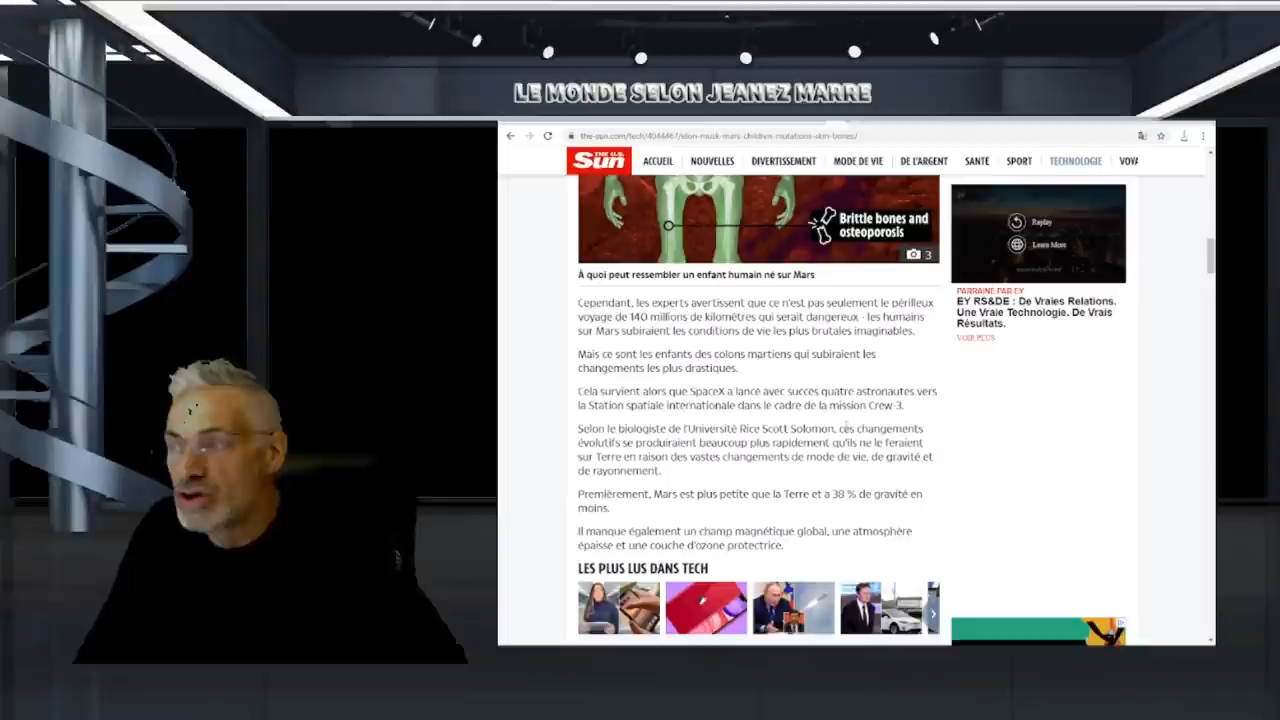 LE MONDE SELON JEANEZ MARRE
the-sun.com/tech/4044467/elon-musk-mars-children-mutations-skin-bones/
THE U.S. Sun
ACCUEIL NOUVELLES DIVERTISSEMENT MODE DE VIE DE L'ARGENT SANTÉ SPORT TECHNOLOGIE VOYA
Brittle bones and
osteoporosis
3
À quoi peut ressembler un enfant humain né sur Mars
Cependant, les experts avertissent que ce n'est pas seulement le périlleux
voyage de 140 millions de kilomètres qui serait dangereux - les humains
sur Mars subiraient les conditions de vie les plus brutales imaginables.
Mais ce sont les enfants des colons martiens qui subiraient les
changements les plus drastiques.
Cela survient alors que SpaceX a lancé avec succès quatre astronautes vers
la Station spatiale internationale dans le cadre de la mission Crew-3.
Selon le biologiste de l'Université Rice Scott Solomon, ces changements
évolutifs se produiraient beaucoup plus rapidement qu'ils ne le feraient
sur Terre en raison des vastes changements de mode de vie, de gravité et
de rayonnement.
Premièrement, Mars est plus petite que la Terre et a 38 % de gravité en
moins.
Il manque également un champ magnétique global, une atmosphère
épaisse et une couche d'ozone protectrice.
LES PLUS LUS DANS TECH
Replay
Learn More
PARRAINÉ PAR EY
EY RS&DE : De Vraies Relations.
Une Vraie Technologie. De Vrais
Résultats.
VOIR PLUS